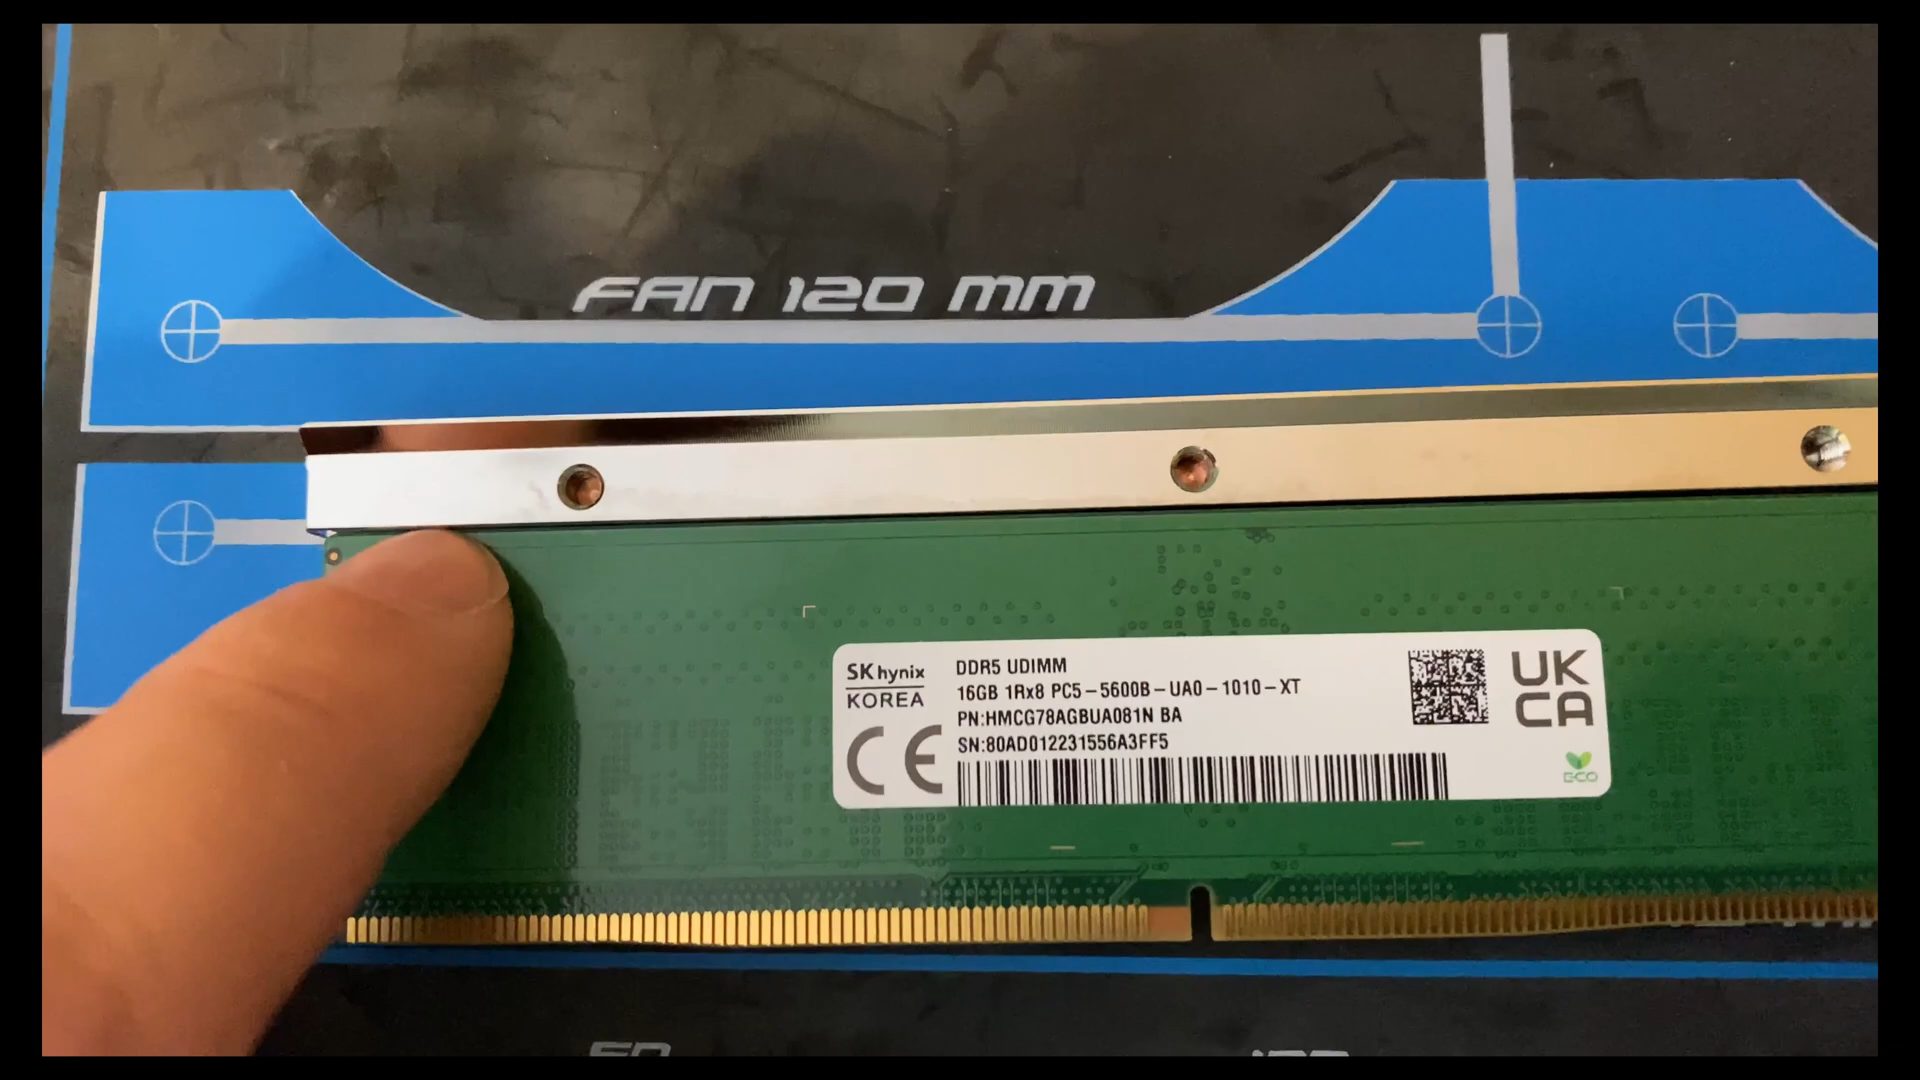 FAN 120 MM
SK hynix
KOREA
DDR5 UDIMM
16GB 1Rx8 PC5-5600B-UA0-1010-XT
PN:HMCG78AGBUA081N BA
SN:80AD012231556A3FF5
CE
UK
CA
ECO